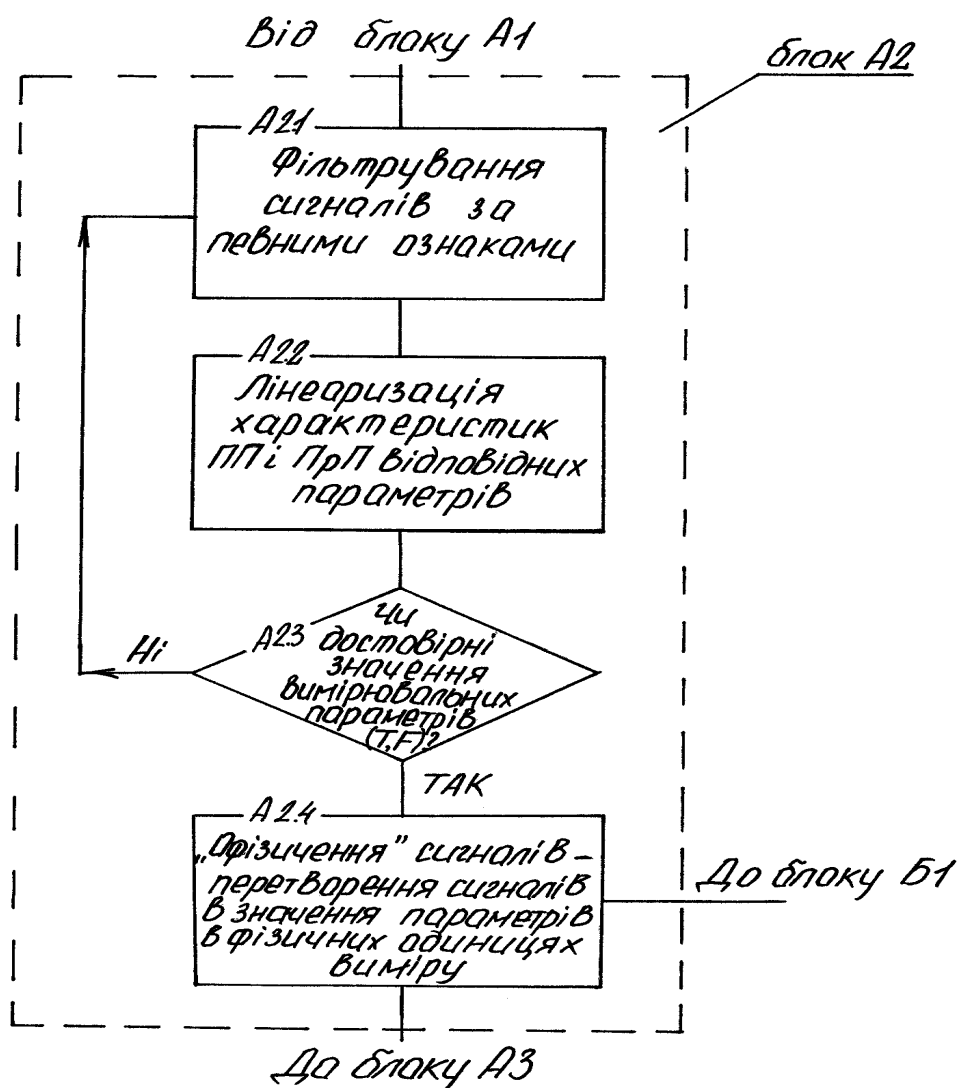 Від блоку А1
блок А2
А2.1
Фільтрування
сигналів за
певними ознаками
А2.2
Лінеаризація
характеристик
ПП і ПрП відповідних
параметрів
Чи
А2.3 достовірні
Ні
значення
вимірювальних
параметрів
(T,F)?
ТАК
А2.4
„Офізичення" сигналів –
перетворення сигналів
в значення параметрів
в фізичних одиницях
виміру
До блоку Б1
До блоку А3